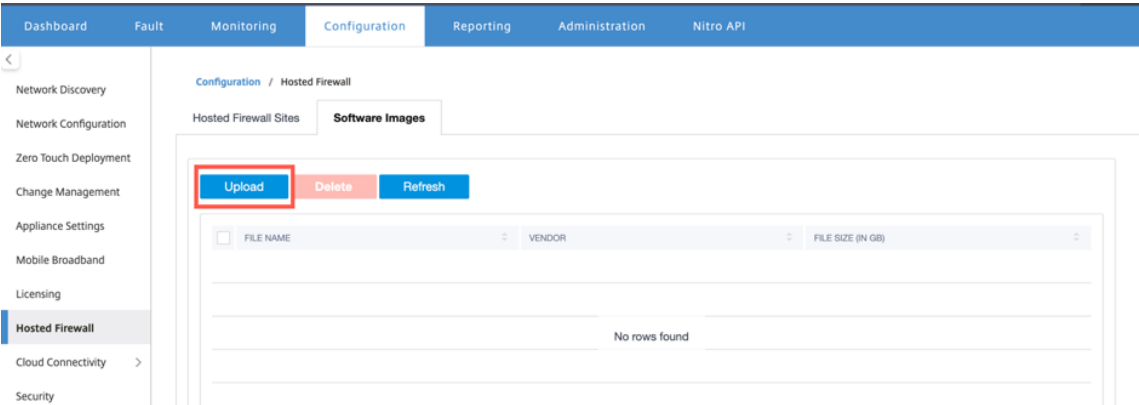 Dashboard Fault Monitoring Configuration Reporting Administration Nitro API
Network Discovery
Network Configuration
Zero Touch Deployment
Change Management
Appliance Settings
Mobile Broadband
Licensing
Hosted Firewall
Cloud Connectivity
Security
Configuration / Hosted Firewall
Hosted Firewall Sites Software Images
Upload Delete Refresh
FILE NAME VENDOR FILE SIZE (IN GB)
No rows found